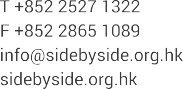 T +852 2527 1322
F +852 2865 1089
info@sidebyside.org.hk
sidebyside.org.hk